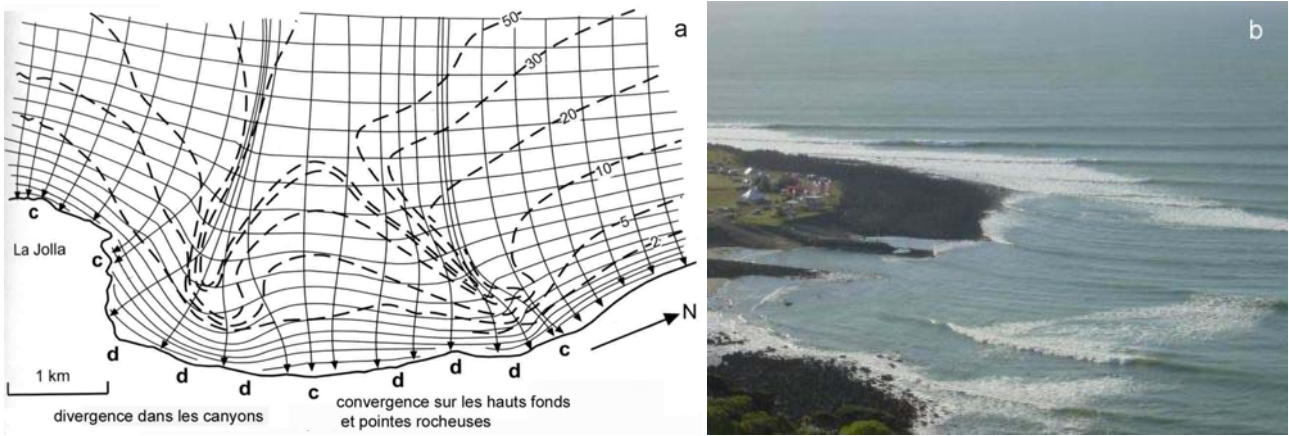 a
b
50
30
20
10
5
2
c
La Jolla
c
N
d
c
d
d
d
d
d
c
1 km
divergence dans les canyons
convergence sur les hauts fonds
et pointes rocheuses